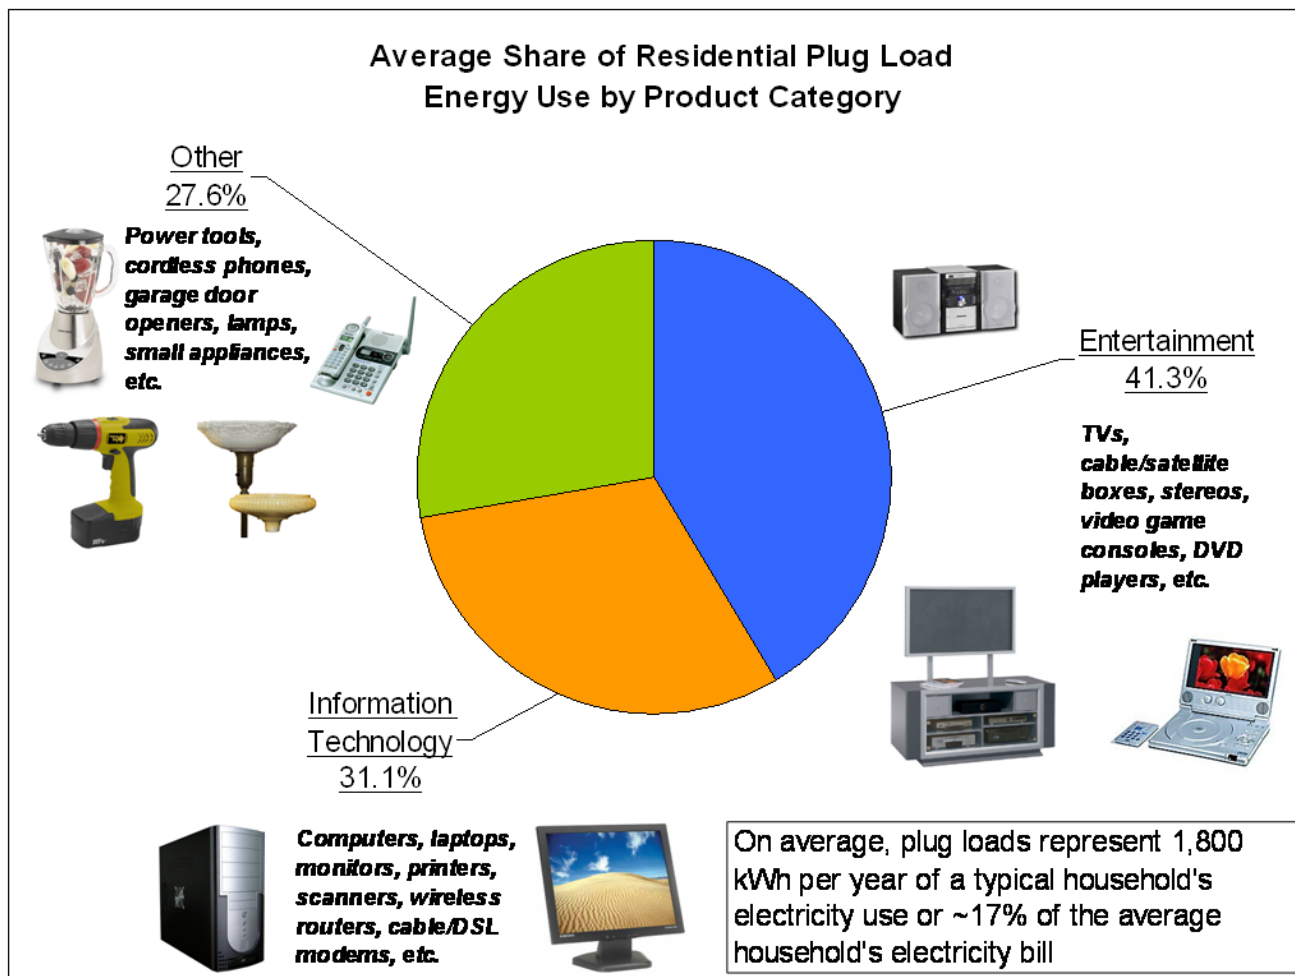 Average Share of Residential Plug Load
Energy Use by Product Category
Other
27.6%
Power tools,
cordless phones,
garage door
openers, lamps,
small appliances,
etc.
Entertainment
41.3%
TVs,
cable/satellite
boxes, stereos,
video game
consoles, DVD
players, etc.
Information
Technology
31.1%
Computers, laptops,
monitors, printers,
scanners, wireless
routers, cable/DSL
modems, etc.
On average, plug loads represent 1,800
kWh per year of a typical household's
electricity use or ~17% of the average
household's electricity bill